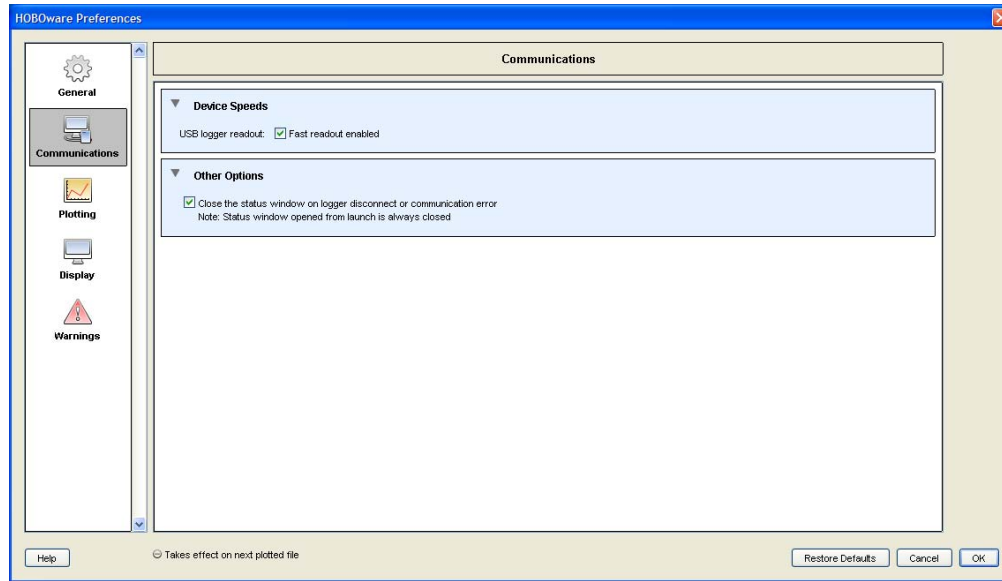 HOBOware Preferences
General
Communications
Plotting
Display
Warnings
Communications
Device Speeds
USB logger readout: Fast readout enabled
Other Options
Close the status window on logger disconnect or communication error
Note: Status window opened from launch is always closed
Help
Takes effect on next plotted file
Restore Defaults
Cancel
OK